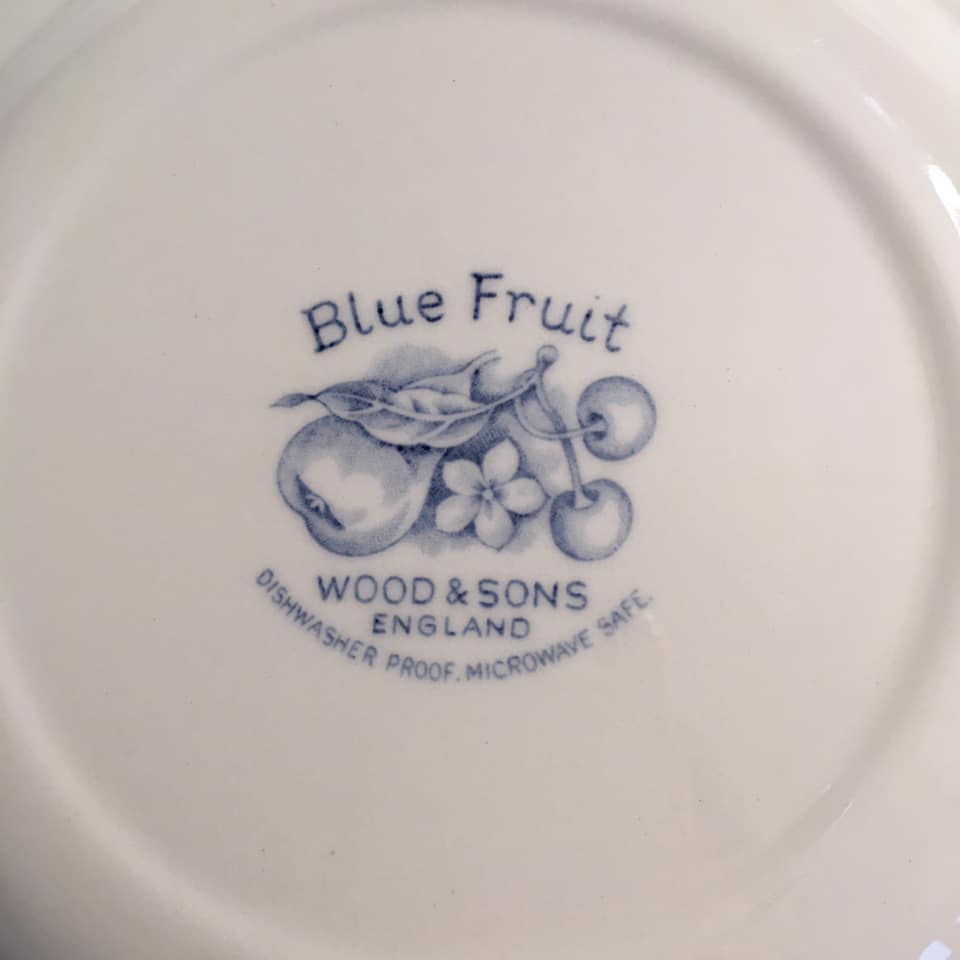 Blue Fruit
WOOD & SONS
ENGLAND
DISHWASHER PROOF. MICROWAVE SAFE.